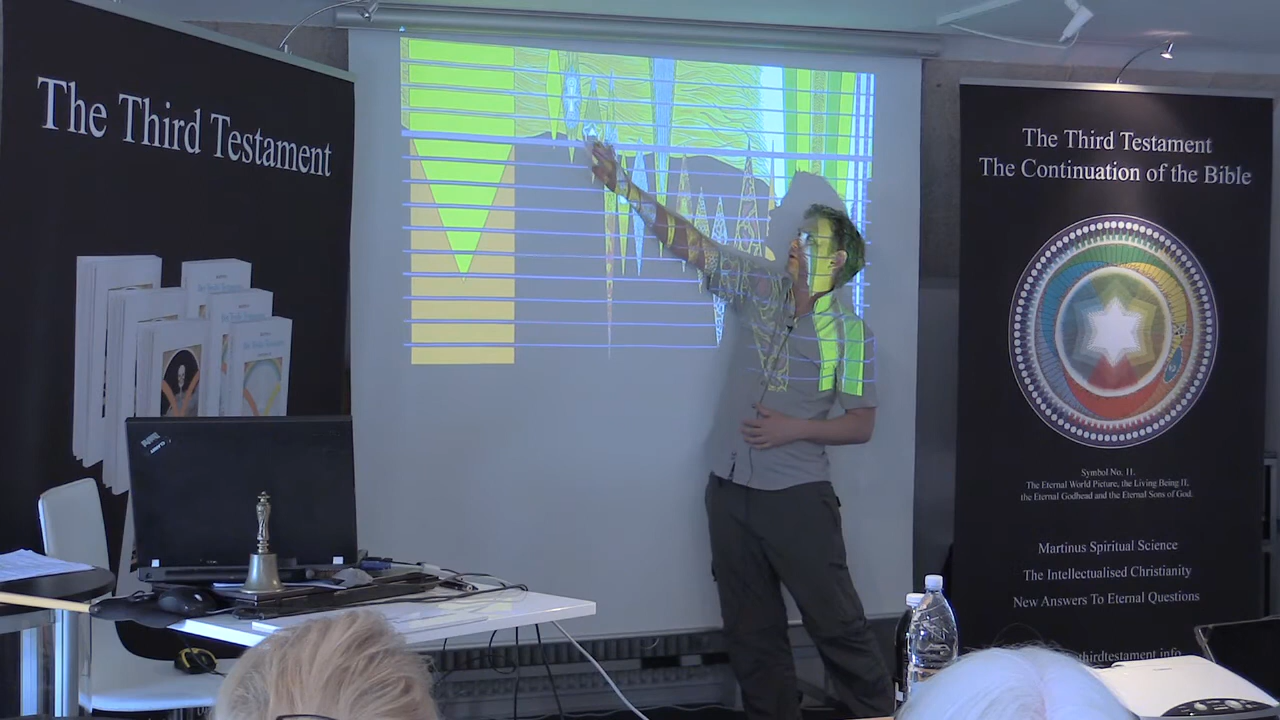 The Third Testament
The Third Testament
The Continuation of the Bible
Symbol No. 11.
The Eternal World Picture, the Living Being II,
the Eternal Godhead and the Eternal Sons of God.
Martinus Spiritual Science
The Intellectualised Christianity
New Answers To Eternal Questions
thirdtestament.info